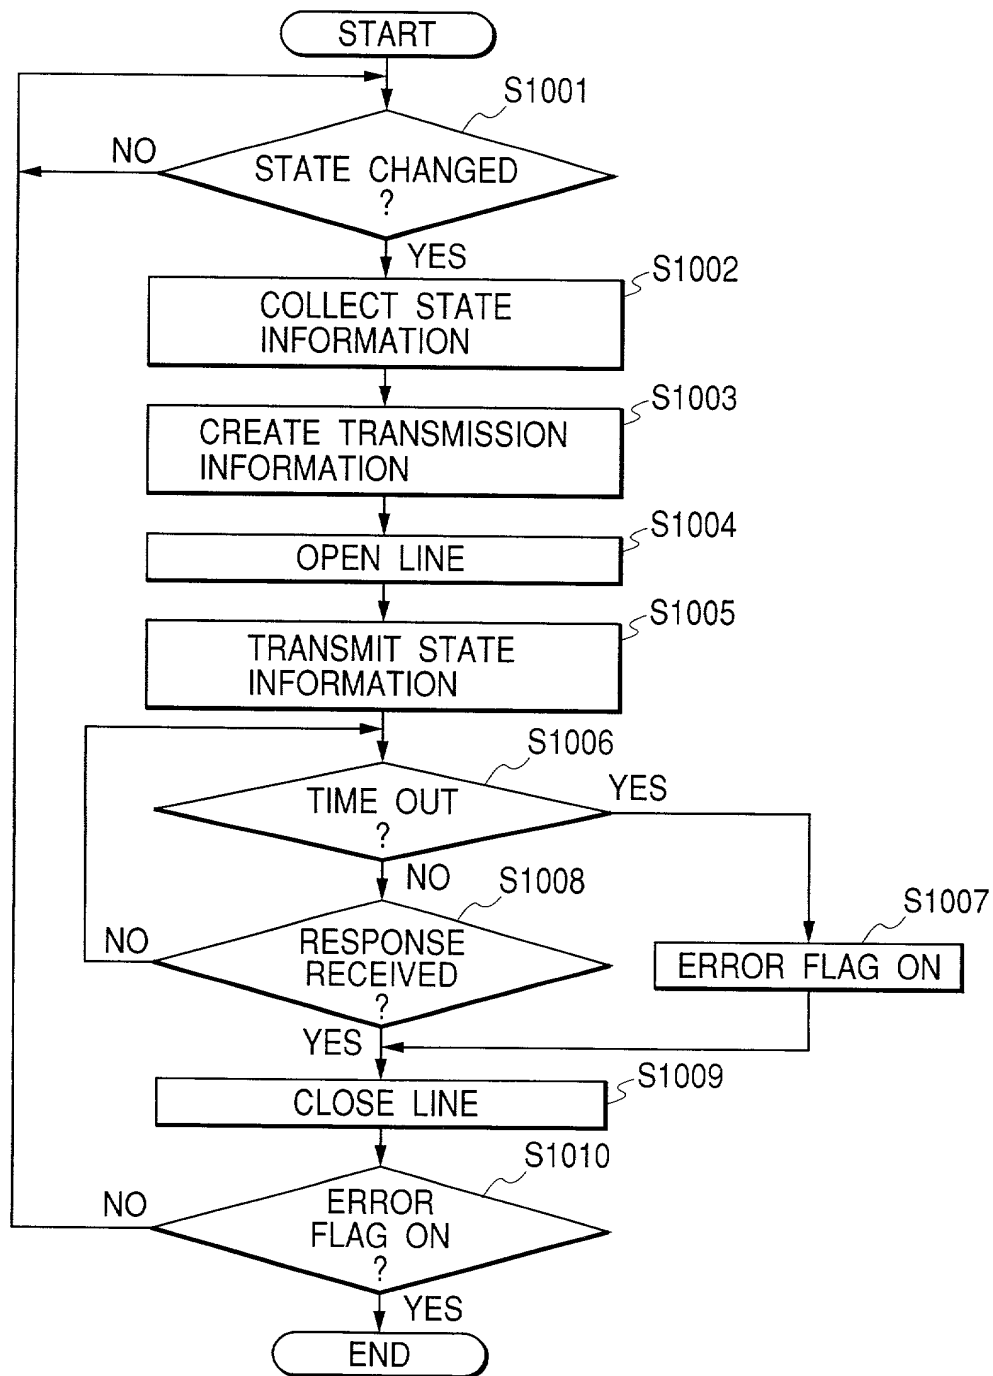 START
S1001
NO
STATE CHANGED
?
YES
S1002
COLLECT STATE
INFORMATION
S1003
CREATE TRANSMISSION
INFORMATION
S1004
OPEN LINE
S1005
TRANSMIT STATE
INFORMATION
S1006
YES
TIME OUT
?
NO
S1008
S1007
NO
RESPONSE
RECEIVED
?
ERROR FLAG ON
YES
S1009
CLOSE LINE
S1010
NO
ERROR
FLAG ON
?
YES
END